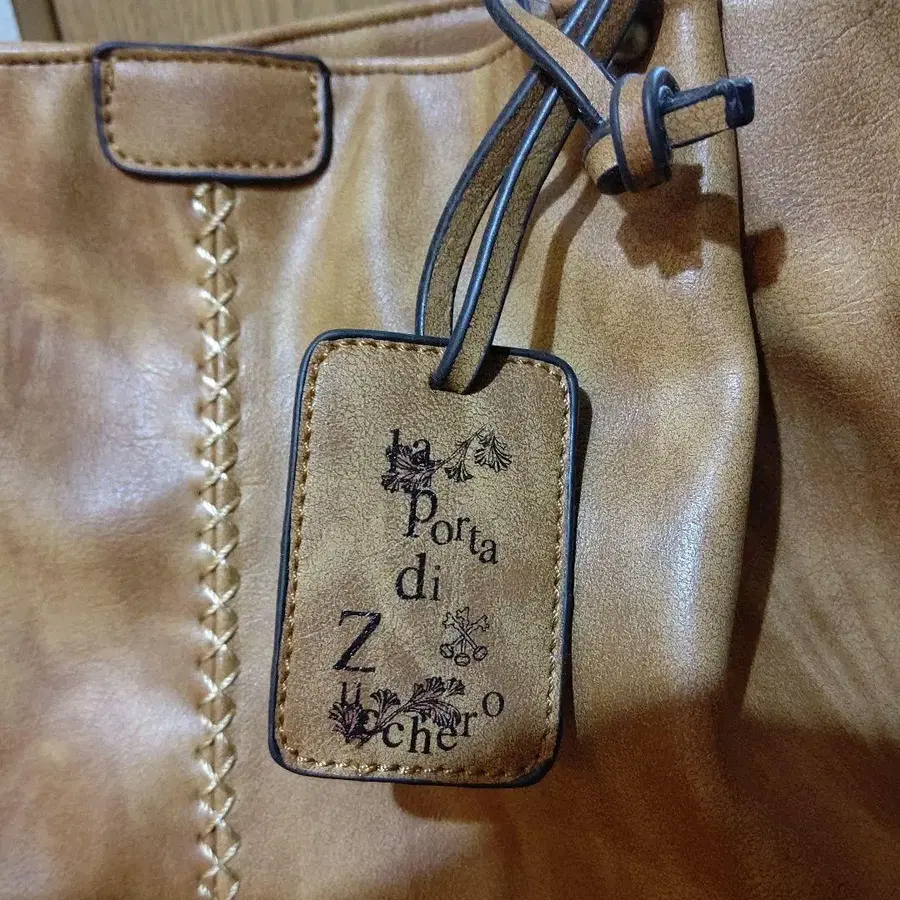 La
porta
di
Z
ucchero